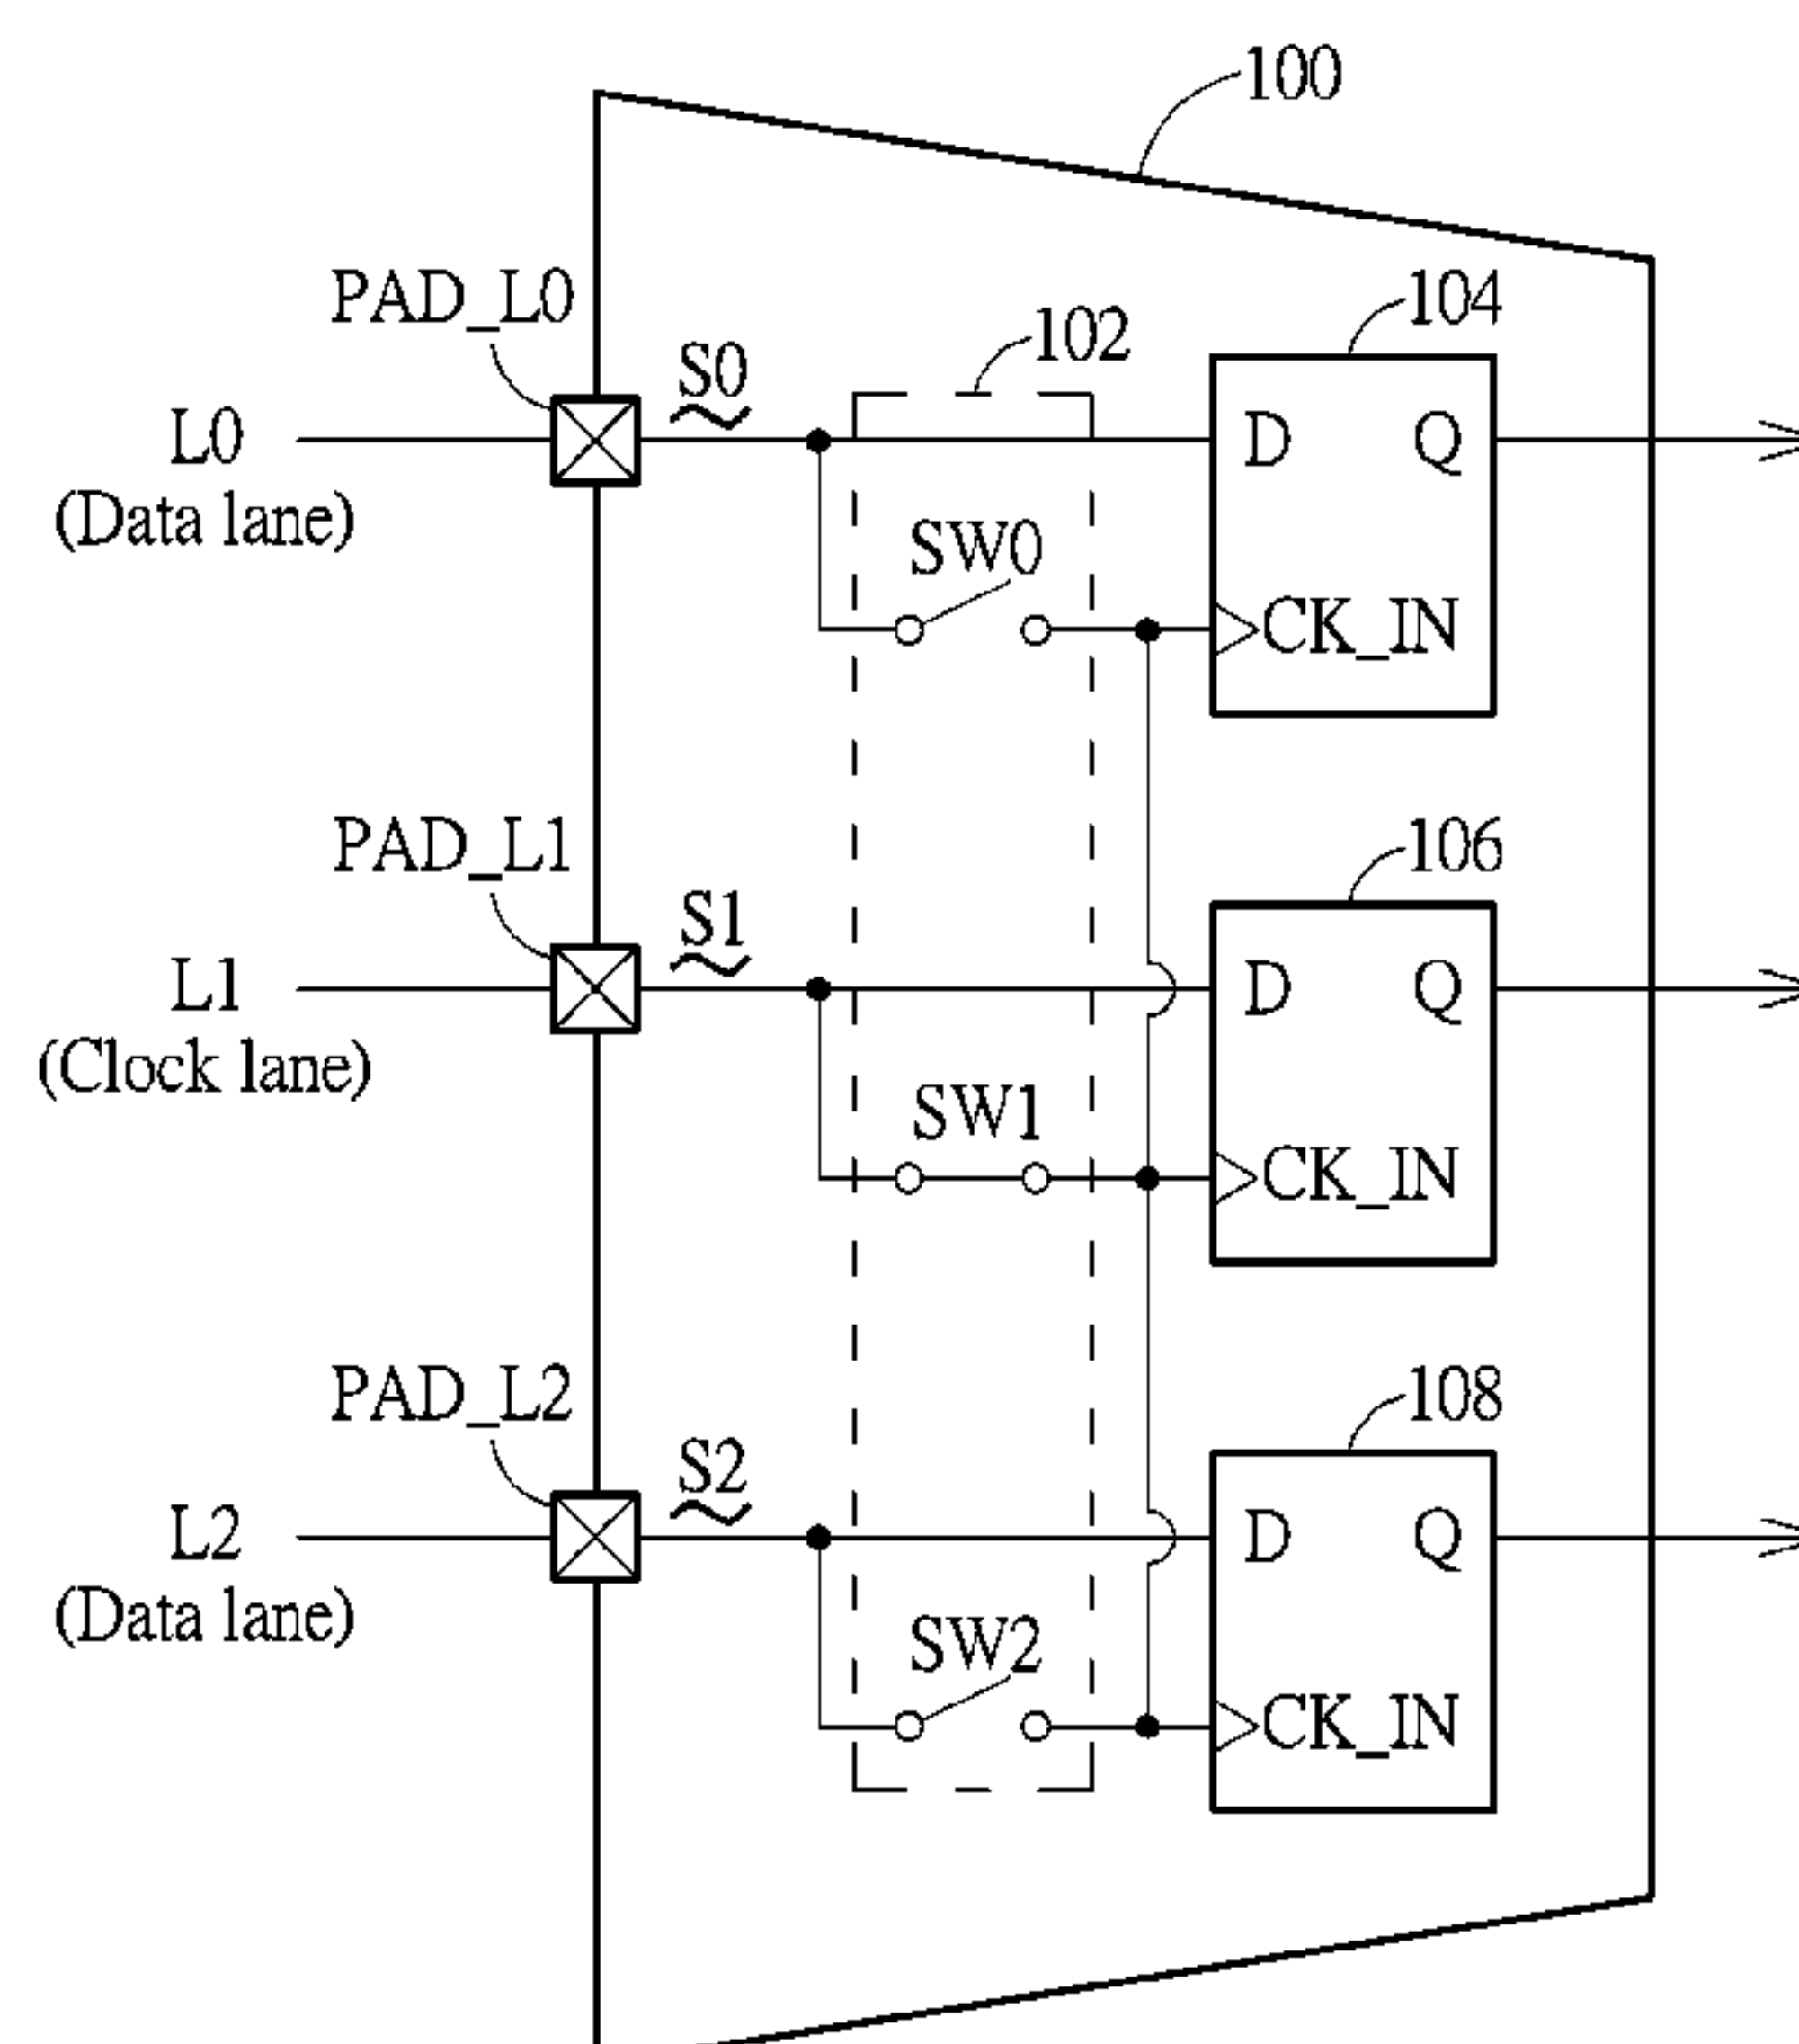 100
PAD_L0
S0
102
104
L0
(Data lane)
D
Q
SW0
CK_IN
PAD_L1
S1
106
L1
(Clock lane)
D
Q
SW1
CK_IN
PAD_L2
S2
108
L2
(Data lane)
D
Q
SW2
CK_IN